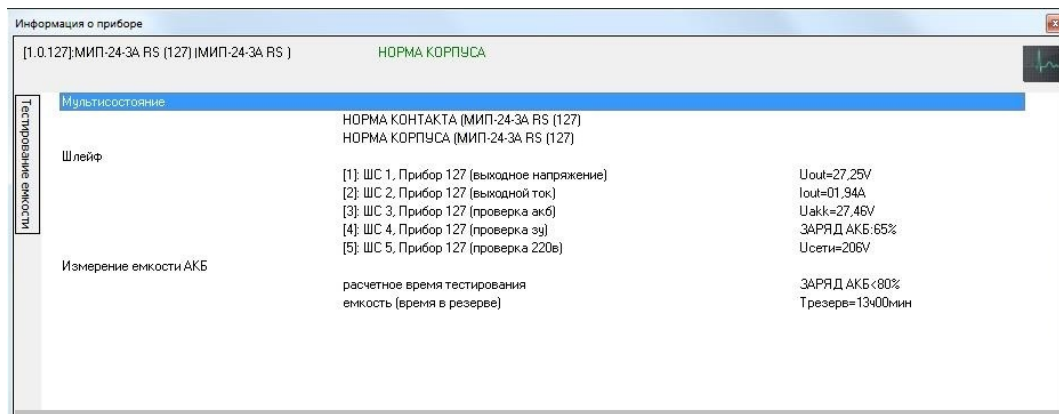 Информация о приборе
[1.0.127]:МИП-24-3А RS (127) (МИП-24-3А RS ) НОРМА КОРПУСА
Тестирование емкости
Мультисостояние
НОРМА КОНТАКТА (МИП-24-3А RS (127)
НОРМА КОРПУСА (МИП-24-3А RS (127)
Шлейф
[1]: ШС 1, Прибор 127 (выходное напряжение) Uout=27,25V
[2]: ШС 2, Прибор 127 (выходной ток) Iout=01,94A
[3]: ШС 3, Прибор 127 (проверка акб) Uakk=27,46V
[4]: ШС 4, Прибор 127 (проверка зу) ЗАРЯД АКБ:65%
[5]: ШС 5, Прибор 127 (проверка 220в) Uсети=206V
Измерение емкости АКБ
расчетное время тестирования ЗАРЯД АКБ<80%
емкость (время в резерве) Трезерв=13ч00мин